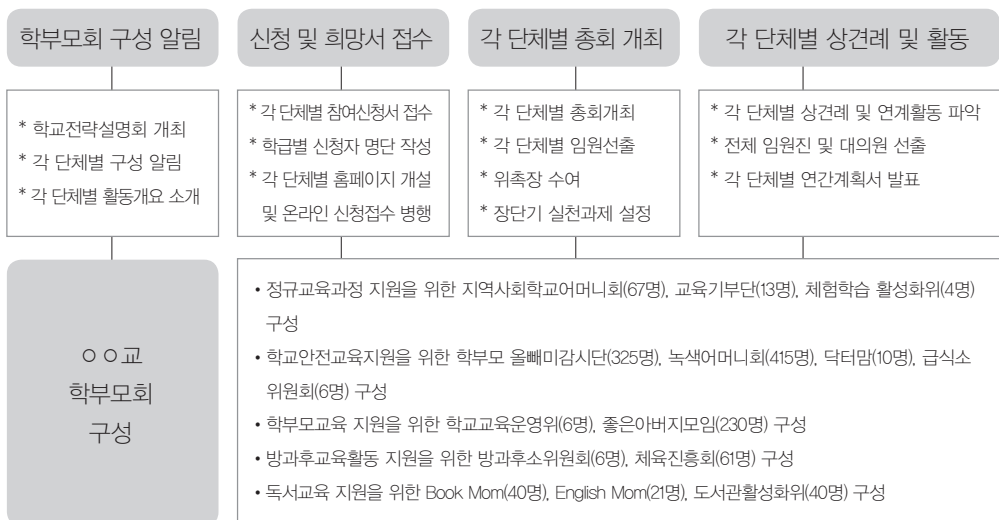 학부모회 구성 알림
신청 및 희망서 접수
각 단체별 총회 개최
각 단체별 상견례 및 활동
* 학교전략설명회 개최
* 각 단체별 구성 알림
* 각 단체별 활동개요 소개
* 각 단체별 참여신청서 접수
* 학급별 신청자 명단 작성
* 각 단체별 홈페이지 개설
및 온라인 신청접수 병행
* 각 단체별 총회개최
* 각 단체별 임원선출
* 위촉장 수여
* 장단기 실천과제 설정
* 각 단체별 상견례 및 연계활동 파악
* 전체 임원진 및 대의원 선출
* 각 단체별 연간계획서 발표
○○교
학부모회
구성
• 정규교육과정 지원을 위한 지역사회학교어머니회(67명), 교육기부단(13명), 체험학습 활성화위(4명)
구성
• 학교안전교육지원을 위한 학부모 올빼미감시단(325명), 녹색어머니회(415명), 닥터맘(10명), 급식소
위원회(6명) 구성
• 학부모교육 지원을 위한 학교교육운영위(6명), 좋은아버지모임(230명) 구성
• 방과후교육활동 지원을 위한 방과후소위원회(6명), 체육진흥회(61명) 구성
• 독서교육 지원을 위한 Book Mom(40명), English Mom(21명), 도서관활성화위(40명) 구성